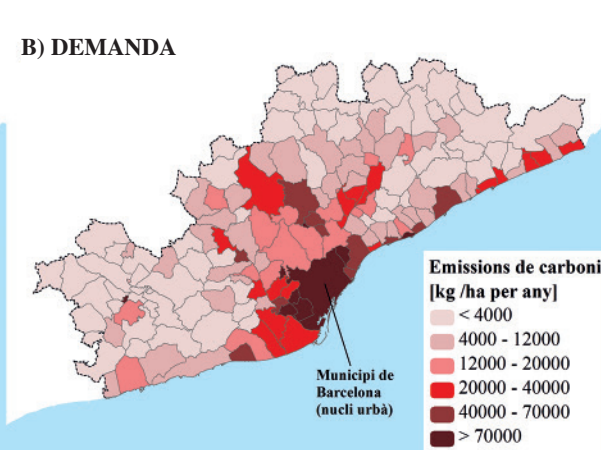 B) DEMANDA
Emissions de carboni
[kg /ha per any]
< 4000
4000 - 12000
12000 - 20000
20000 - 40000
40000 - 70000
> 70000
Municipi de
Barcelona
(nucli urbà)